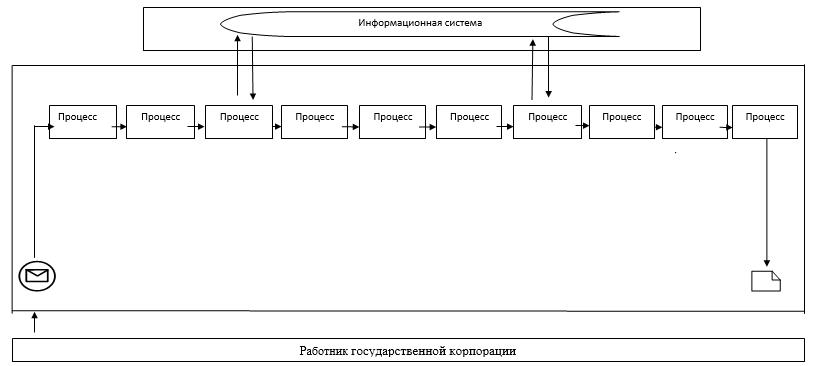 Информационная система
Процесс Процесс Процесс Процесс Процесс Процесс Процесс Процесс Процесс Процесс
Работник государственной корпорации